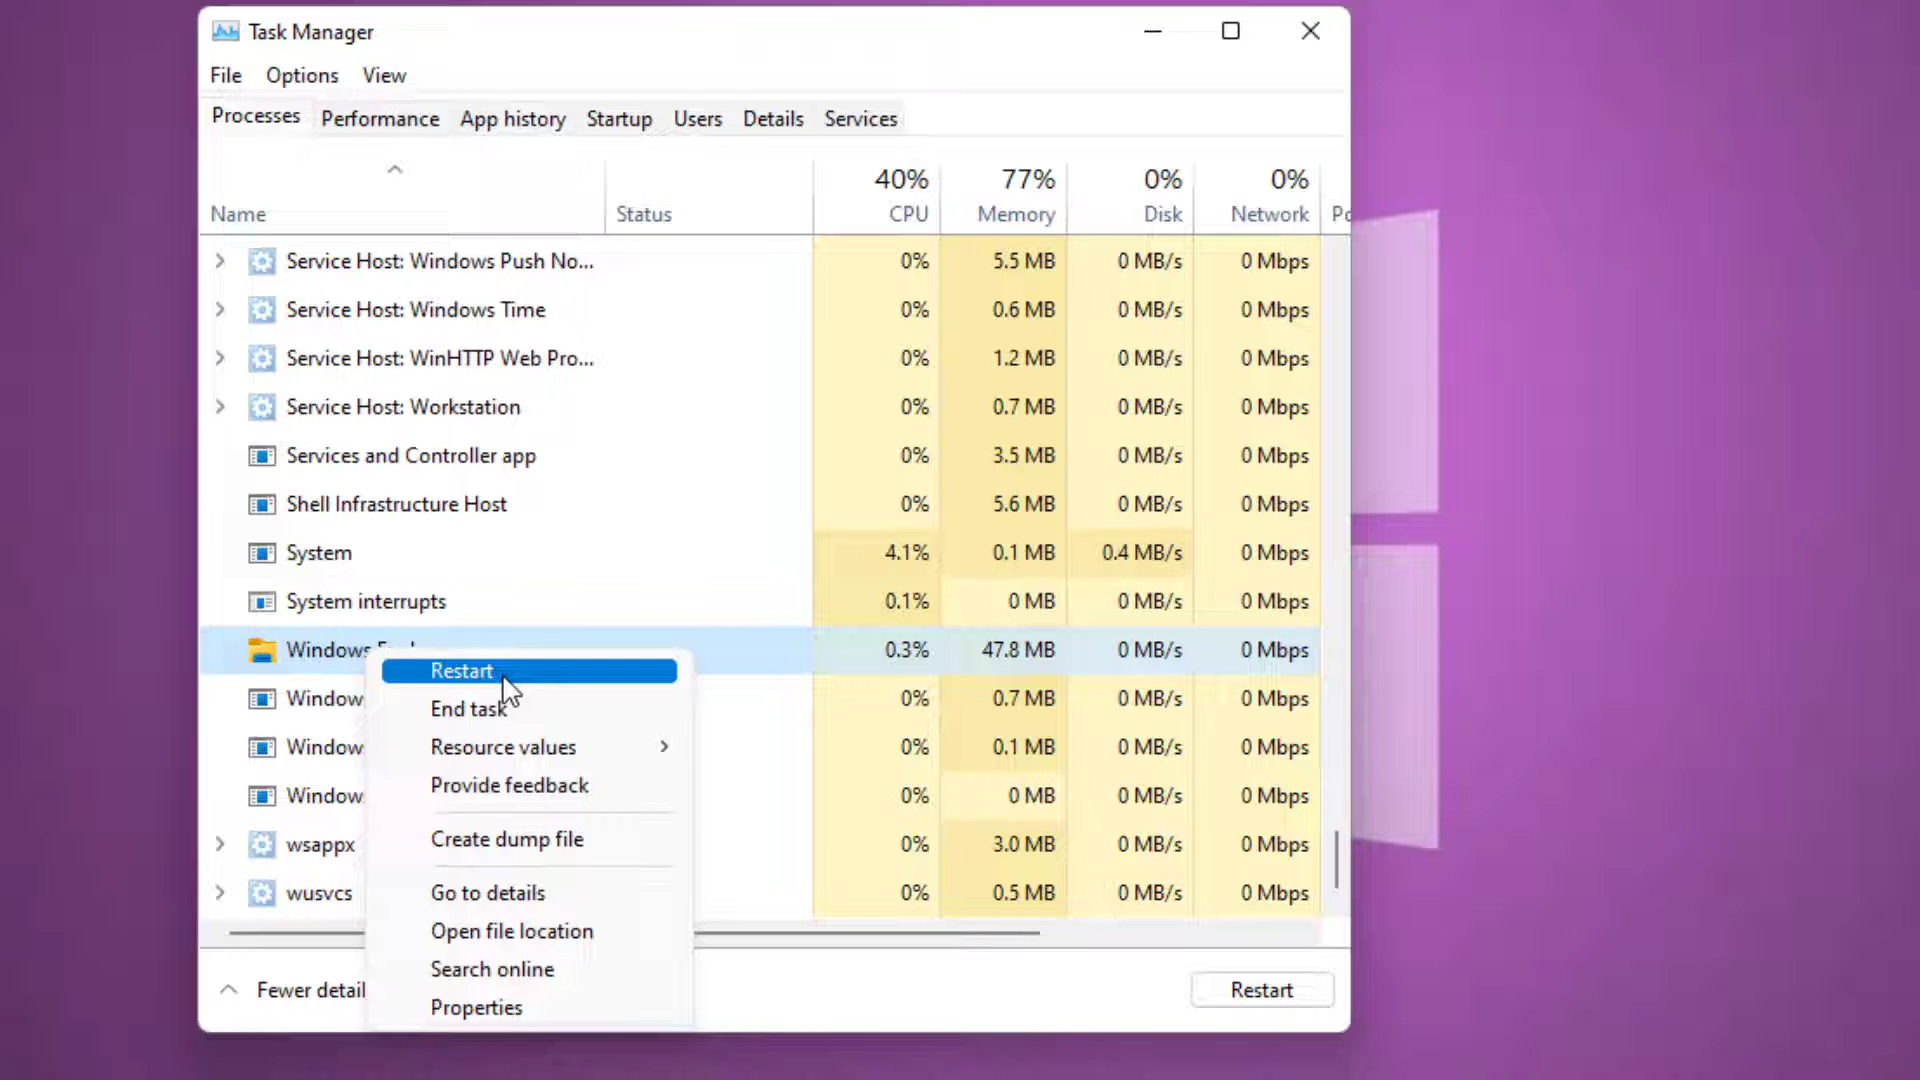 Task Manager
File Options View
Processes Performance App history Startup Users Details Services
40% 77% 0% 0%
Name Status CPU Memory Disk Network
Service Host: Windows Push No... 0% 5.5 MB 0 MB/s 0 Mbps
Service Host: Windows Time 0% 0.6 MB 0 MB/s 0 Mbps
Service Host: WinHTTP Web Pro... 0% 1.2 MB 0 MB/s 0 Mbps
Service Host: Workstation 0% 0.7 MB 0 MB/s 0 Mbps
Services and Controller app 0% 3.5 MB 0 MB/s 0 Mbps
Shell Infrastructure Host 0% 5.6 MB 0 MB/s 0 Mbps
System 4.1% 0.1 MB 0.4 MB/s 0 Mbps
System interrupts 0.1% 0 MB 0 MB/s 0 Mbps
Windows 0.3% 47.8 MB 0 MB/s 0 Mbps
Restart
Window 0% 0.7 MB 0 MB/s 0 Mbps
End task
Window 0% 0.1 MB 0 MB/s 0 Mbps
Resource values
Provide feedback
Window 0% 0 MB 0 MB/s 0 Mbps
Create dump file
wsappx 0% 3.0 MB 0 MB/s 0 Mbps
wusvcs 0% 0.5 MB 0 MB/s 0 Mbps
Go to details
Open file location
Search online
Properties
Fewer detail
Restart